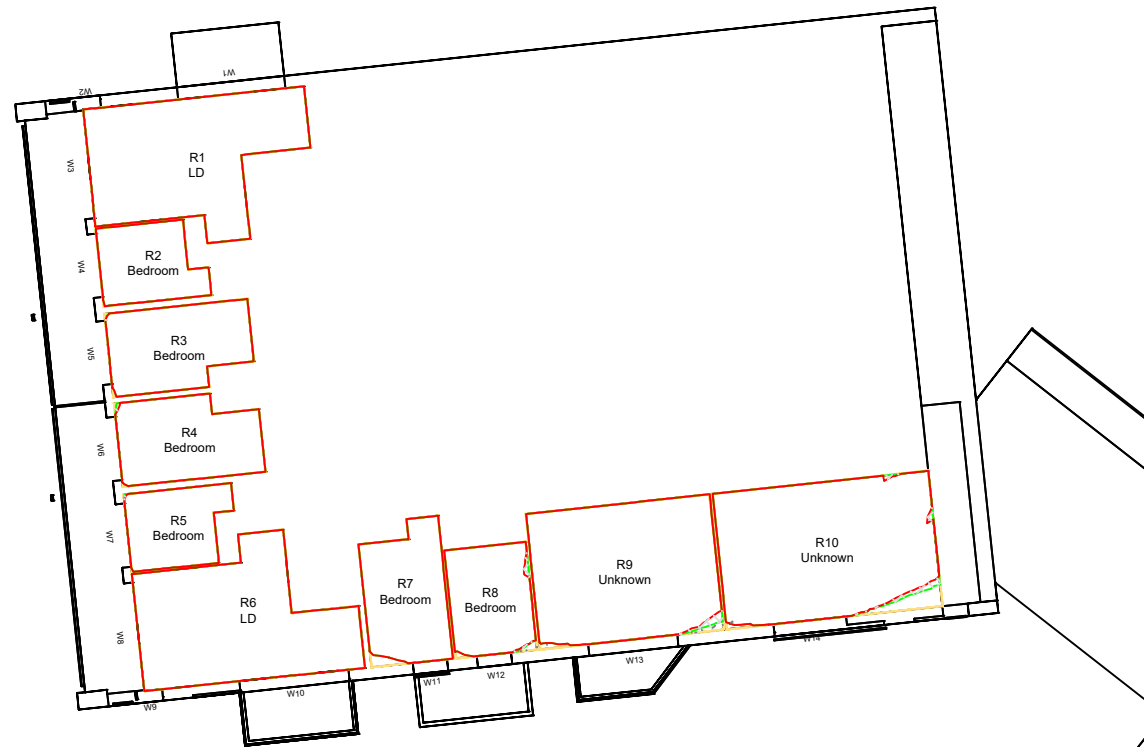 W1
W2
W3
R1
LD
R2
Bedroom
W4
R3
Bedroom
W5
R4
Bedroom
W6
R5
Bedroom
W7
R6
LD
W8
R7
Bedroom
R8
Bedroom
R9
Unknown
R10
Unknown
W9
W10
W11
W12
W13
W14